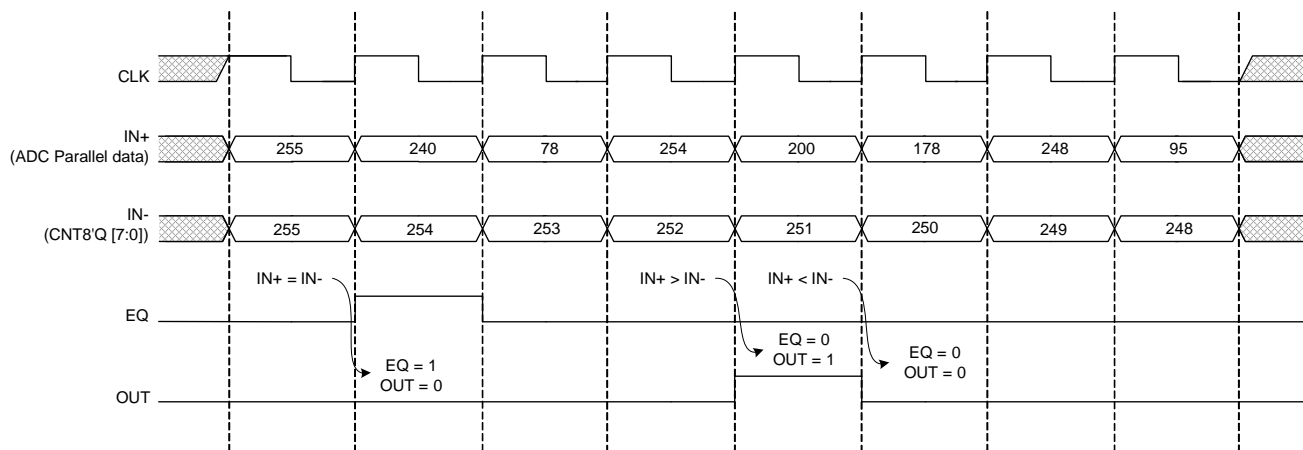 CLK
IN+
(ADC Parallel data)
255 240 78 254 200 178 248 95
IN-
(CNT8'Q [7:0])
255 254 253 252 251 250 249 248
IN+ = IN- IN+ > IN- IN+ < IN-
EQ
EQ = 1
OUT = 0
EQ = 0
OUT = 1
EQ = 0
OUT = 0
OUT